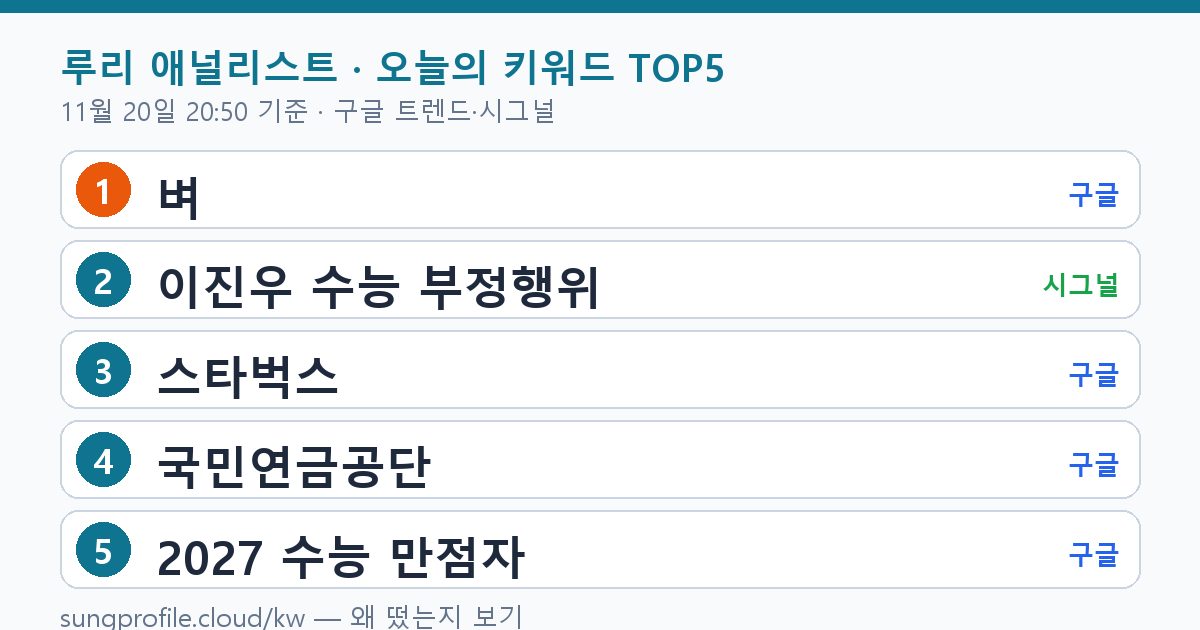 루리 애널리스트 · 오늘의 키워드 TOP5
11월 20일 20:50 기준 · 구글 트렌드·시그널
1 벼 구글
2 이진우 수능 부정행위 시그널
3 스타벅스 구글
4 국민연금공단 구글
5 2027 수능 만점자 구글
sungprofile.cloud/kw — 왜 떴는지 보기